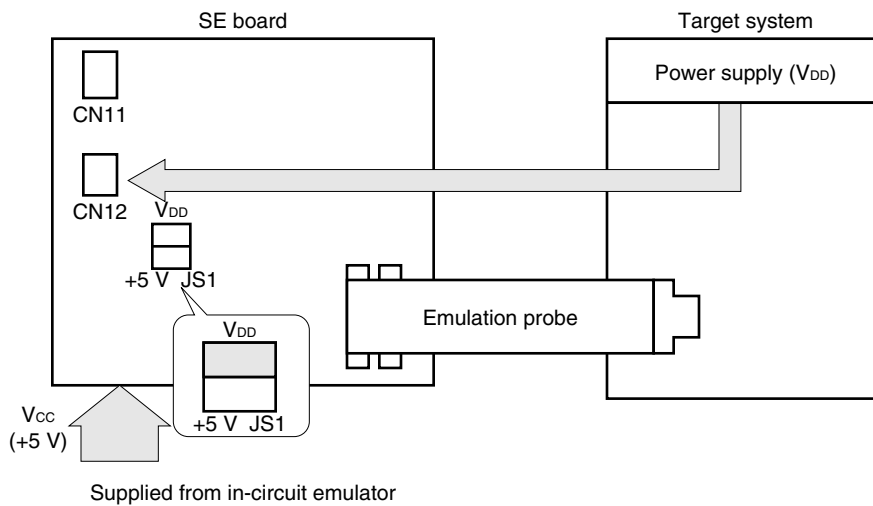 SE board
Target system
Power supply (VDD)
CN11
CN12
VDD
+5 V JS1
Emulation probe
VDD
+5 V JS1
VCC
(+5 V)
Supplied from in-circuit emulator